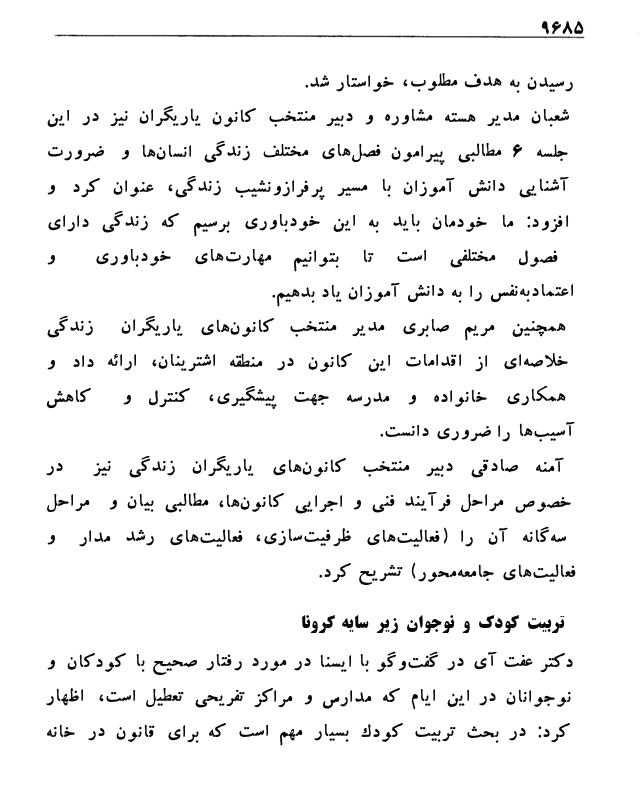 ۹۶۸۵
رسیدن به هدف مطلوب، خواستار شد.
شعبان مدیر هسته مشاوره و دبیر منتخب کانون یاریگران نیز در این
جلسه ۶ مطالبی پیرامون فصل‌های مختلف زندگی انسان‌ها و ضرورت
آشنایی دانش آموزان با مسیر پرفرازونشیب زندگی، عنوان کرد و
افزود: ما خودمان باید به این خودباوری برسیم که زندگی دارای
فصول مختلفی است تا بتوانیم مهارت‌های خودباوری و
اعتمادبه‌نفس را به دانش آموزان یاد بدهیم.
همچنین مریم صابری مدیر منتخب کانون‌های یاریگران زندگی
خلاصه‌ای از اقدامات این کانون در منطقه اشترینان، ارائه داد و
همکاری خانواده و مدرسه جهت پیشگیری، کنترل و کاهش
آسیب‌ها را ضروری دانست.
آمنه صادقی دبیر منتخب کانون‌های یاریگران زندگی نیز در
خصوص مراحل فرآیند فنی و اجرایی کانون‌ها، مطالبی بیان و مراحل
سه‌گانه آن را (فعالیت‌های ظرفیت‌سازی، فعالیت‌های رشد مدار و
فعالیت‌های جامعه‌محور) تشریح کرد.
تربیت کودک و نوجوان زیر سایه کرونا
دکتر عفت آی در گفت‌وگو با ایسنا در مورد رفتار صحیح با کودکان و
نوجوانان در این ایام که مدارس و مراکز تفریحی تعطیل است، اظهار
کرد: در بحث تربیت کودك بسیار مهم است که برای قانون در خانه